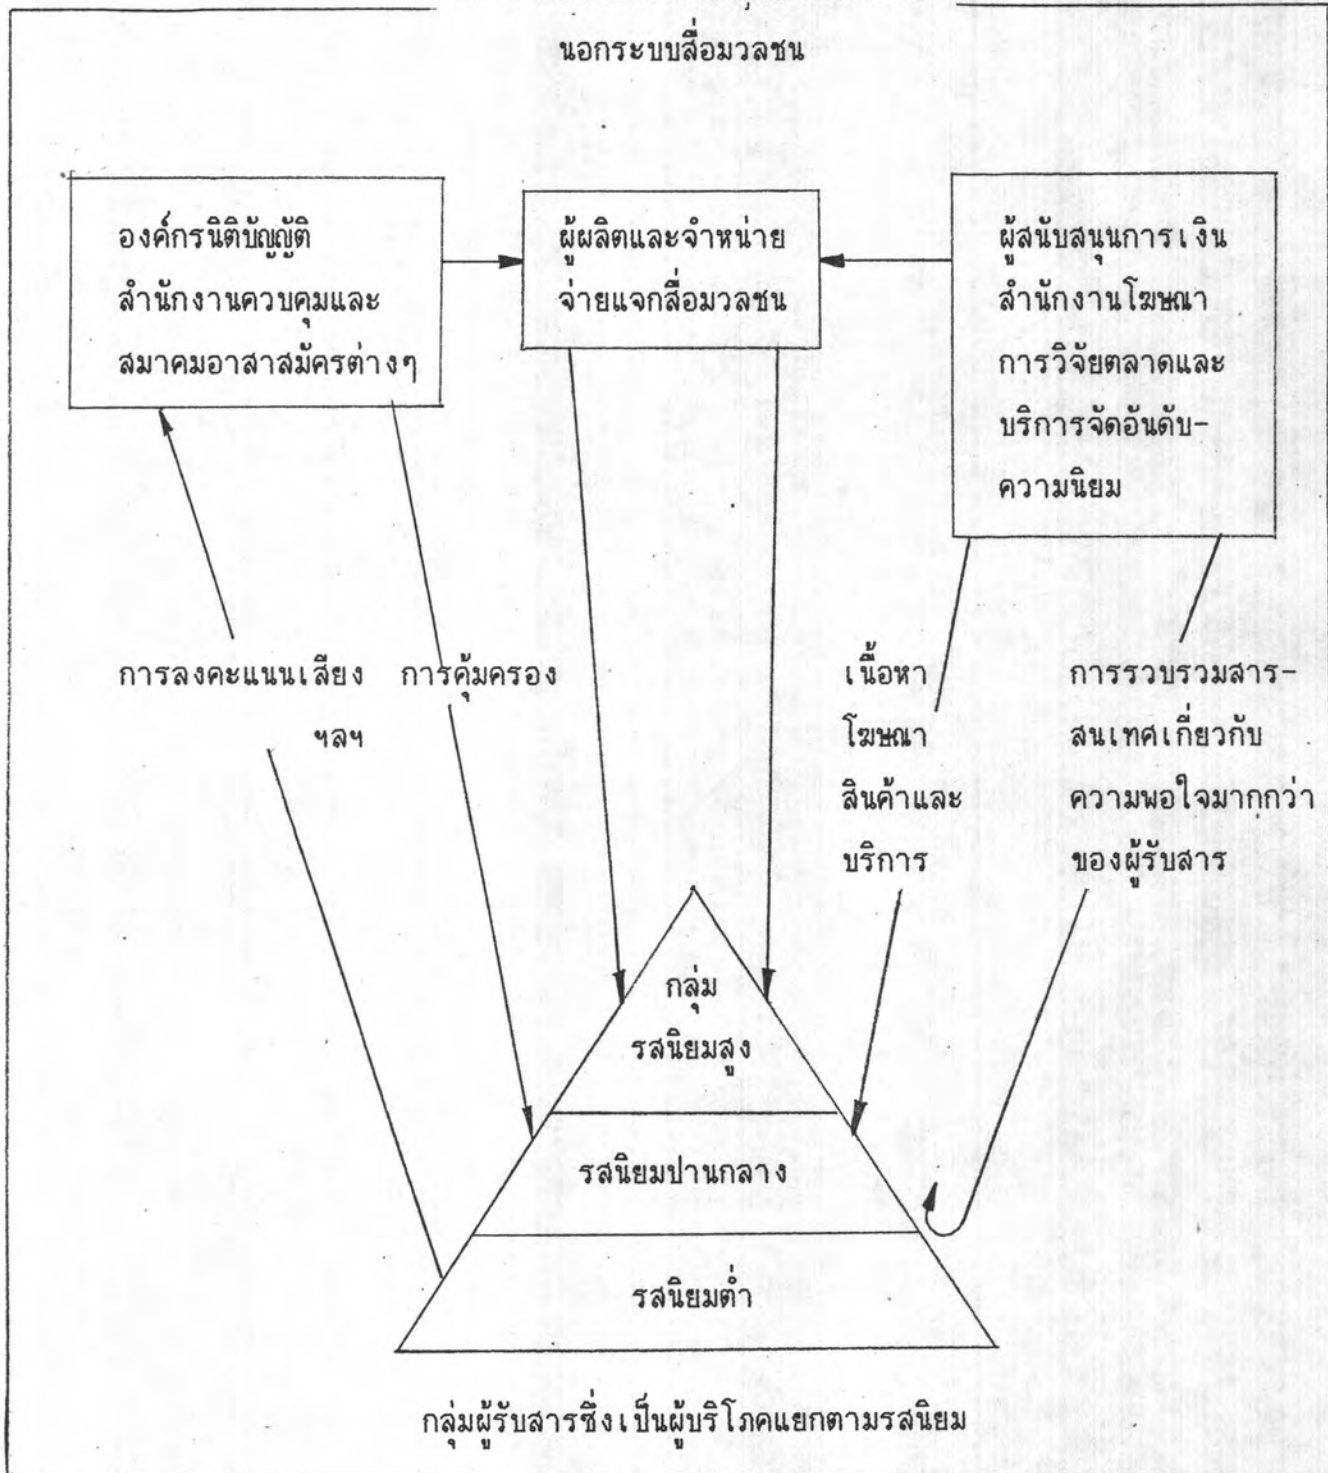 นอกระบบสื่อมวลชน
องค์กรนิติบัญญัติ
สำนักงานควบคุมและ
สมาคมอาสาสมัครต่างๆ
ผู้ผลิตและจำหน่าย
จ่ายแจกสื่อมวลชน
ผู้สนับสนุนการเงิน
สำนักงานโฆษณา
การวิจัยตลาดและ
บริการจัดอันดับ-
ความนิยม
การลงคะแนนเสียง
ฯลฯ
การคุ้มครอง
เนื้อหา
โฆษณา
สินค้าและ
บริการ
การรวบรวมสาร-
สนเทศเกี่ยวกับ
ความพอใจมากกว่า
ของผู้รับสาร
กลุ่ม
รสนิยมสูง
รสนิยมปานกลาง
รสนิยมต่ำ
กลุ่มผู้รับสารซึ่งเป็นผู้บริโภคแยกตามรสนิยม